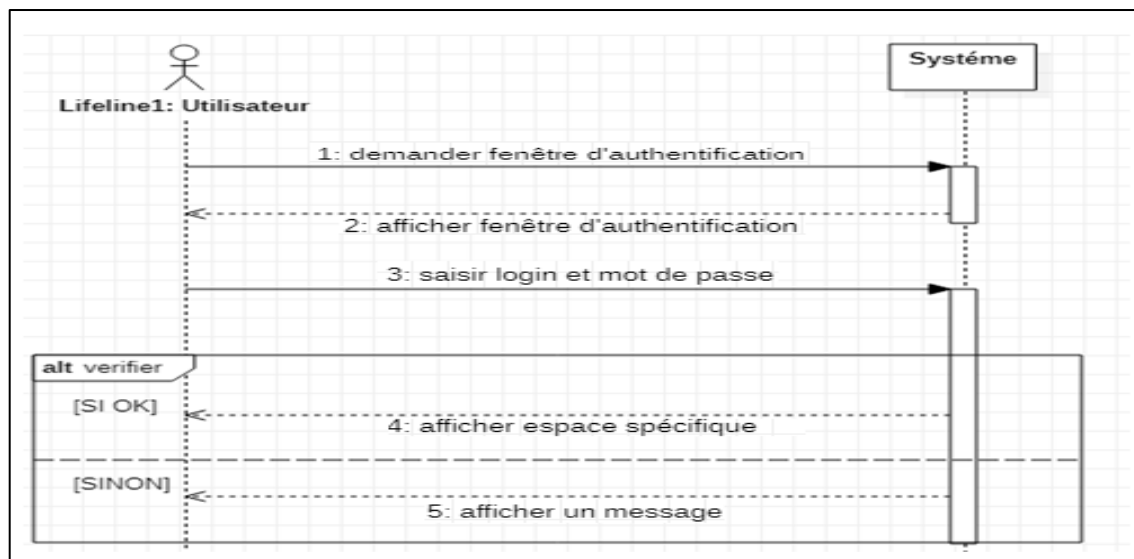 Systéme
Lifeline1: Utilisateur
1: demander fenêtre d'authentification
2: afficher fenêtre d'authentification
3: saisir login et mot de passe
alt verifier
[SI OK]
4: afficher espace spécifique
[SINON]
5: afficher un message